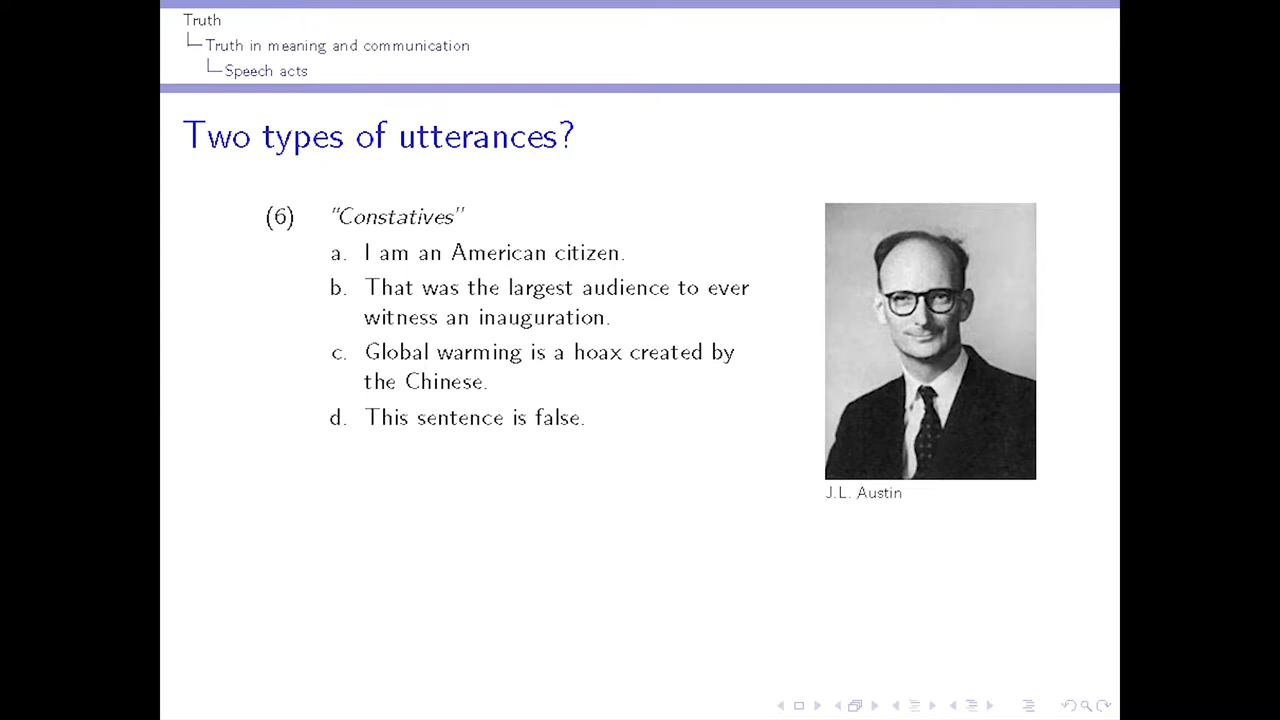 Truth
Truth in meaning and communication
Speech acts
Two types of utterances?
(6) "Constatives"
a. I am an American citizen.
b. That was the largest audience to ever
witness an inauguration.
c. Global warming is a hoax created by
the Chinese.
d. This sentence is false.
J.L. Austin